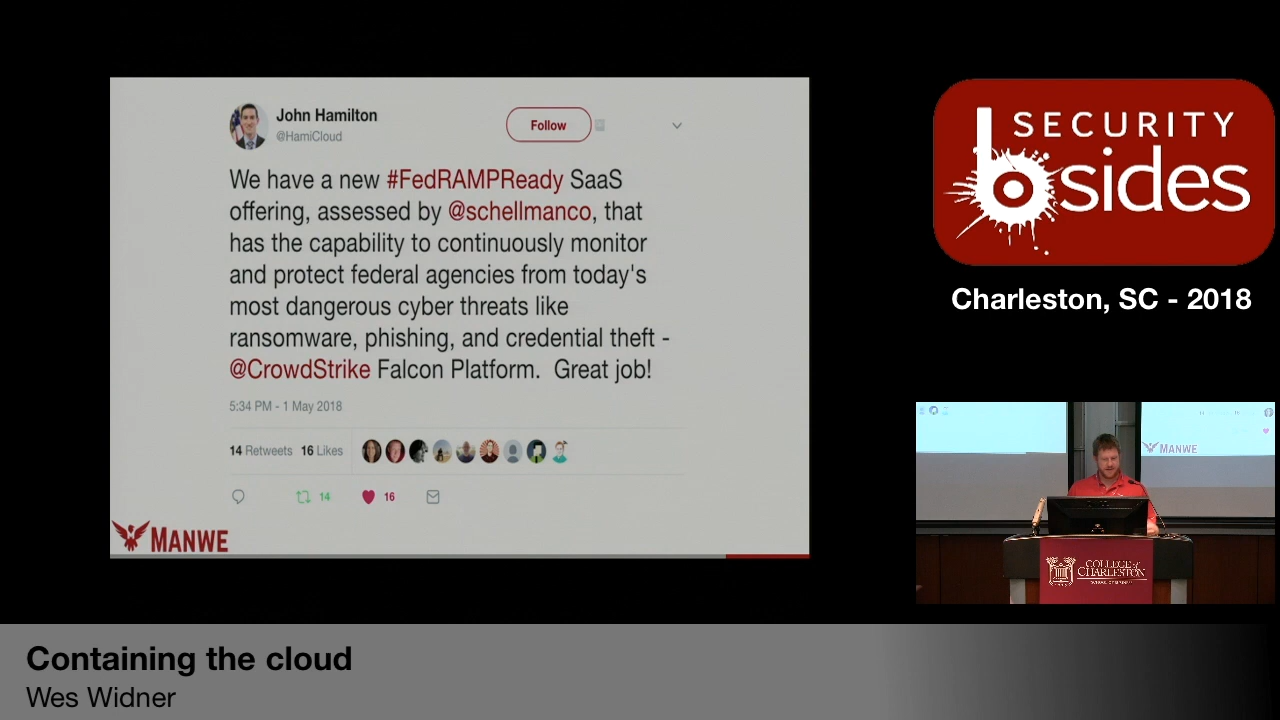 John Hamilton
@HamiCloud
Follow
We have a new #FedRAMPReady SaaS
offering, assessed by @schellmanco, that
has the capability to continuously monitor
and protect federal agencies from today's
most dangerous cyber threats like
ransomware, phishing, and credential theft -
@CrowdStrike Falcon Platform.  Great job!
5:34 PM - 1 May 2018
14 Retweets 16 Likes
14 16
MANWE
SECURITY
bsides
Charleston, SC - 2018
MANWE
COLLEGE of
CHARLESTON
Containing the cloud
Wes Widner